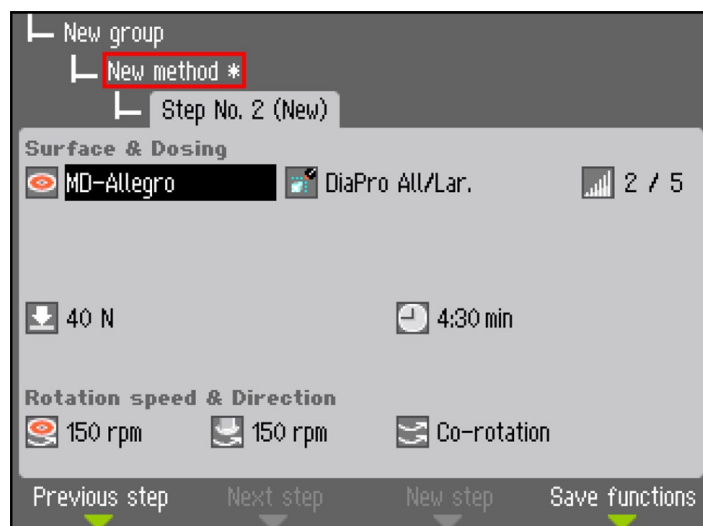 New group
New method *
Step No. 2 (New)
Surface & Dosing
MD-Allegro DiaPro All/Lar. 2 / 5
40 N 4:30 min
Rotation speed & Direction
150 rpm 150 rpm Co-rotation
Previous step Next step New step Save functions